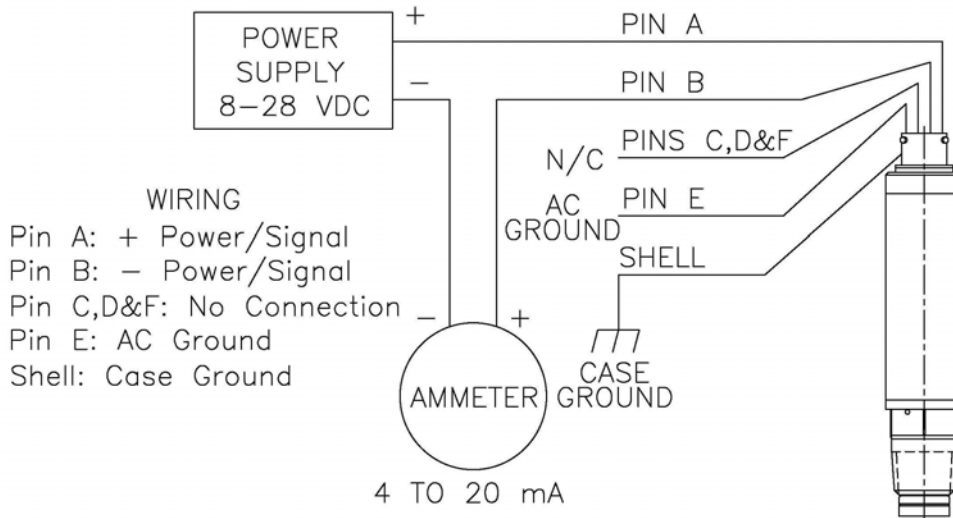 +
PIN A
POWER
SUPPLY
8-28 VDC
-
PIN B
N/C
PINS C,D&F
AC
GROUND
PIN E
SHELL
CASE
GROUND
WIRING
Pin A: + Power/Signal
Pin B: - Power/Signal
Pin C,D&F: No Connection
Pin E: AC Ground
Shell: Case Ground
-
+
AMMETER
4 TO 20 mA